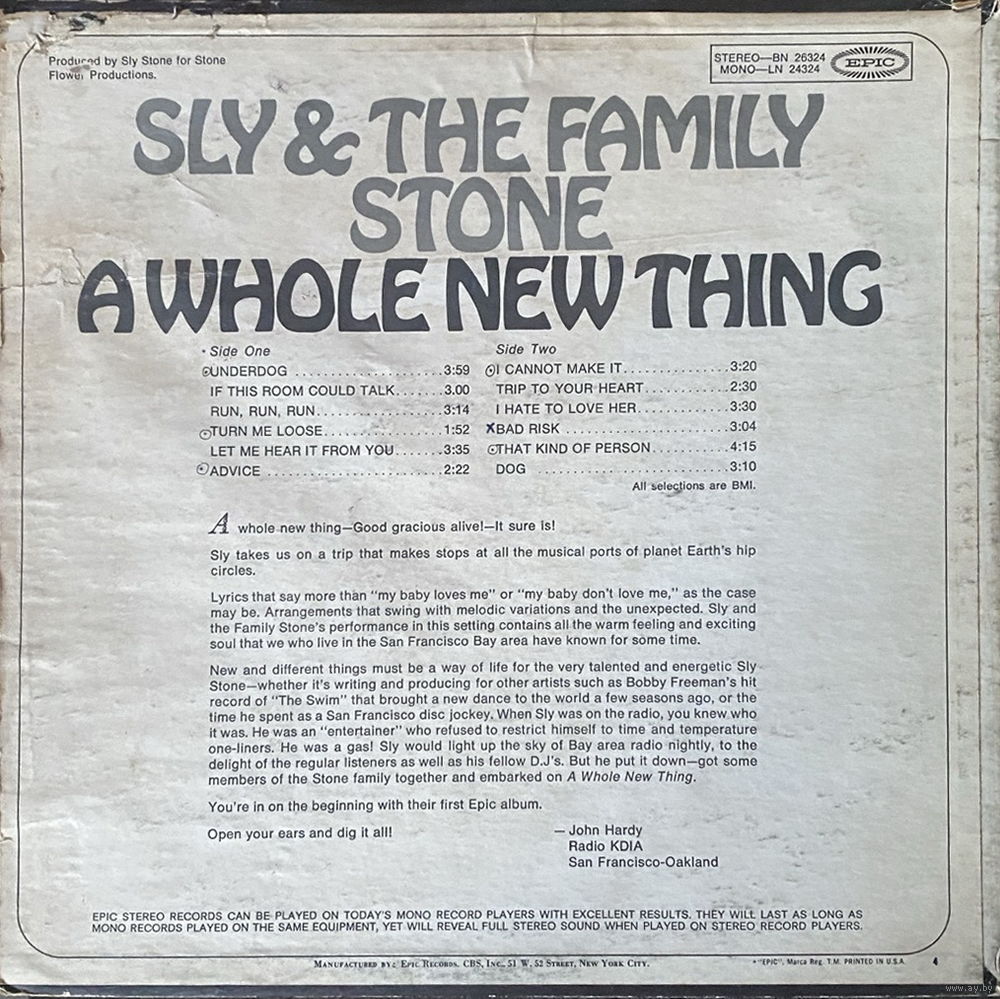 Produced by Sly Stone for Stone
Flower Productions.
STEREO—BN 26324
MONO—LN 24324
EPIC
SLY & THE FAMILY
STONE
A WHOLE NEW THING
Side One
UNDERDOG ....................3:59
IF THIS ROOM COULD TALK.......3.00
RUN, RUN, RUN....................3:14
TURN ME LOOSE...................1:52
LET ME HEAR IT FROM YOU.......3:35
ADVICE ............................2:22
Side Two
I CANNOT MAKE IT..............3:20
TRIP TO YOUR HEART............2:30
I HATE TO LOVE HER.............3:30
XBAD RISK ......................3:04
THAT KIND OF PERSON...........4:15
DOG ............................3:10
All selections are BMI.
A whole new thing—Good gracious alive!—It sure is!
Sly takes us on a trip that makes stops at all the musical ports of planet Earth's hip
circles.
Lyrics that say more than "my baby loves me" or "my baby don't love me," as the case
may be. Arrangements that swing with melodic variations and the unexpected. Sly and
the Family Stone's performance in this setting contains all the warm feeling and exciting
soul that we who live in the San Francisco Bay area have known for some time.
New and different things must be a way of life for the very talented and energetic Sly
Stone—whether it's writing and producing for other artists such as Bobby Freeman's hit
record of "The Swim" that brought a new dance to the world a few seasons ago, or the
time he spent as a San Francisco disc jockey. When Sly was on the radio, you knew who
it was. He was an "entertainer" who refused to restrict himself to time and temperature
one-liners. He was a gas! Sly would light up the sky of Bay area radio nightly, to the
delight of the regular listeners as well as his fellow D.J.'s. But he put it down—got some
members of the Stone family together and embarked on A Whole New Thing.
You're in on the beginning with their first Epic album.
Open your ears and dig it all!
— John Hardy
Radio KDIA
San Francisco-Oakland
EPIC STEREO RECORDS CAN BE PLAYED ON TODAY'S MONO RECORD PLAYERS WITH EXCELLENT RESULTS. THEY WILL LAST AS LONG AS
MONO RECORDS PLAYED ON THE SAME EQUIPMENT, YET WILL REVEAL FULL STEREO SOUND WHEN PLAYED ON STEREO RECORD PLAYERS.
Manufactured by: Epic Records. CBS, Inc., 51 W. 52 Street, New York City.
• "EPIC", Marca Reg. T.M. PRINTED IN U.S.A.
4
www.ay.by